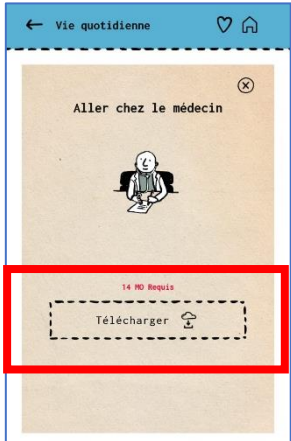 Vie quotidienne
Aller chez le médecin
14 MO Requis
Télécharger